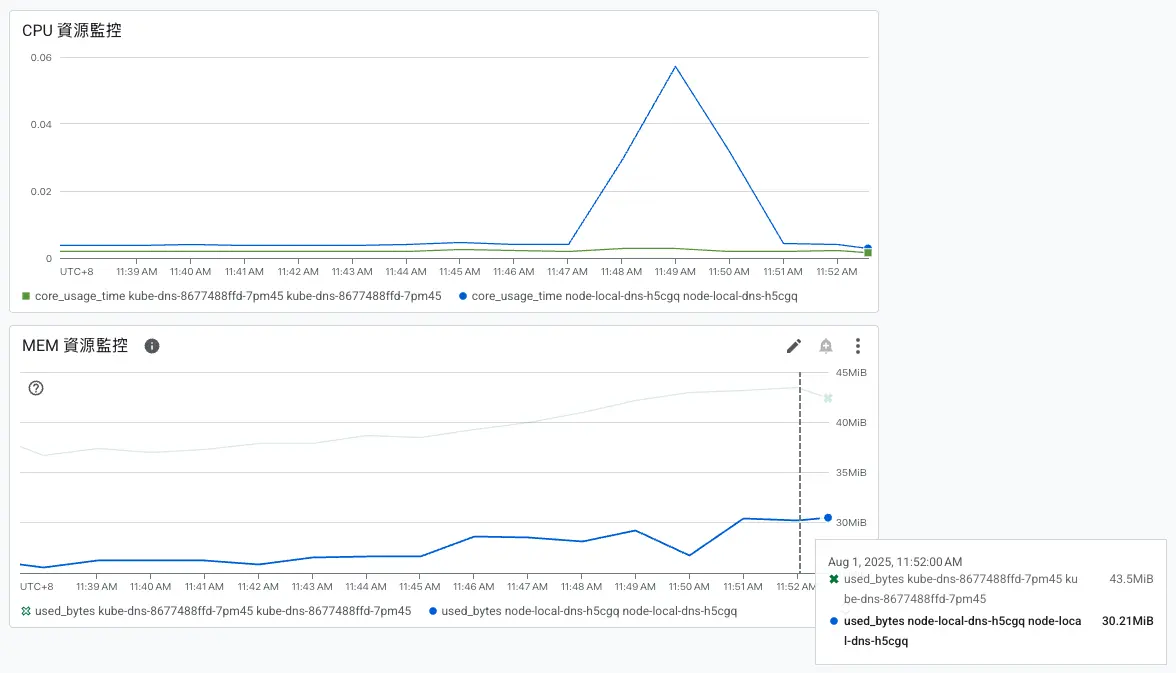 CPU 資源監控
0.06
0.04
0.02
0
UTC+8 11:39 AM 11:40 AM 11:41 AM 11:42 AM 11:43 AM 11:44 AM 11:45 AM 11:46 AM 11:47 AM 11:48 AM 11:49 AM 11:50 AM 11:51 AM 11:52 AM
core_usage_time kube-dns-8677488ffd-7pm45 kube-dns-8677488ffd-7pm45 core_usage_time node-local-dns-h5cgq node-local-dns-h5cgq
MEM 資源監控
45MiB
40MiB
35MiB
30MiB
UTC+8 11:39 AM 11:40 AM 11:41 AM 11:42 AM 11:43 AM 11:44 AM 11:45 AM 11:46 AM 11:47 AM 11:48 AM 11:49 AM 11:50 AM 11:51 AM 11:52 AM
used_bytes kube-dns-8677488ffd-7pm45 kube-dns-8677488ffd-7pm45 used_bytes node-local-dns-h5cgq node-local-dns-h5cgq
Aug 1, 2025, 11:52:00 AM
used_bytes kube-dns-8677488ffd-7pm45 ku 43.5MiB
be-dns-8677488ffd-7pm45
used_bytes node-local-dns-h5cgq node-loca 30.21MiB
l-dns-h5cgq